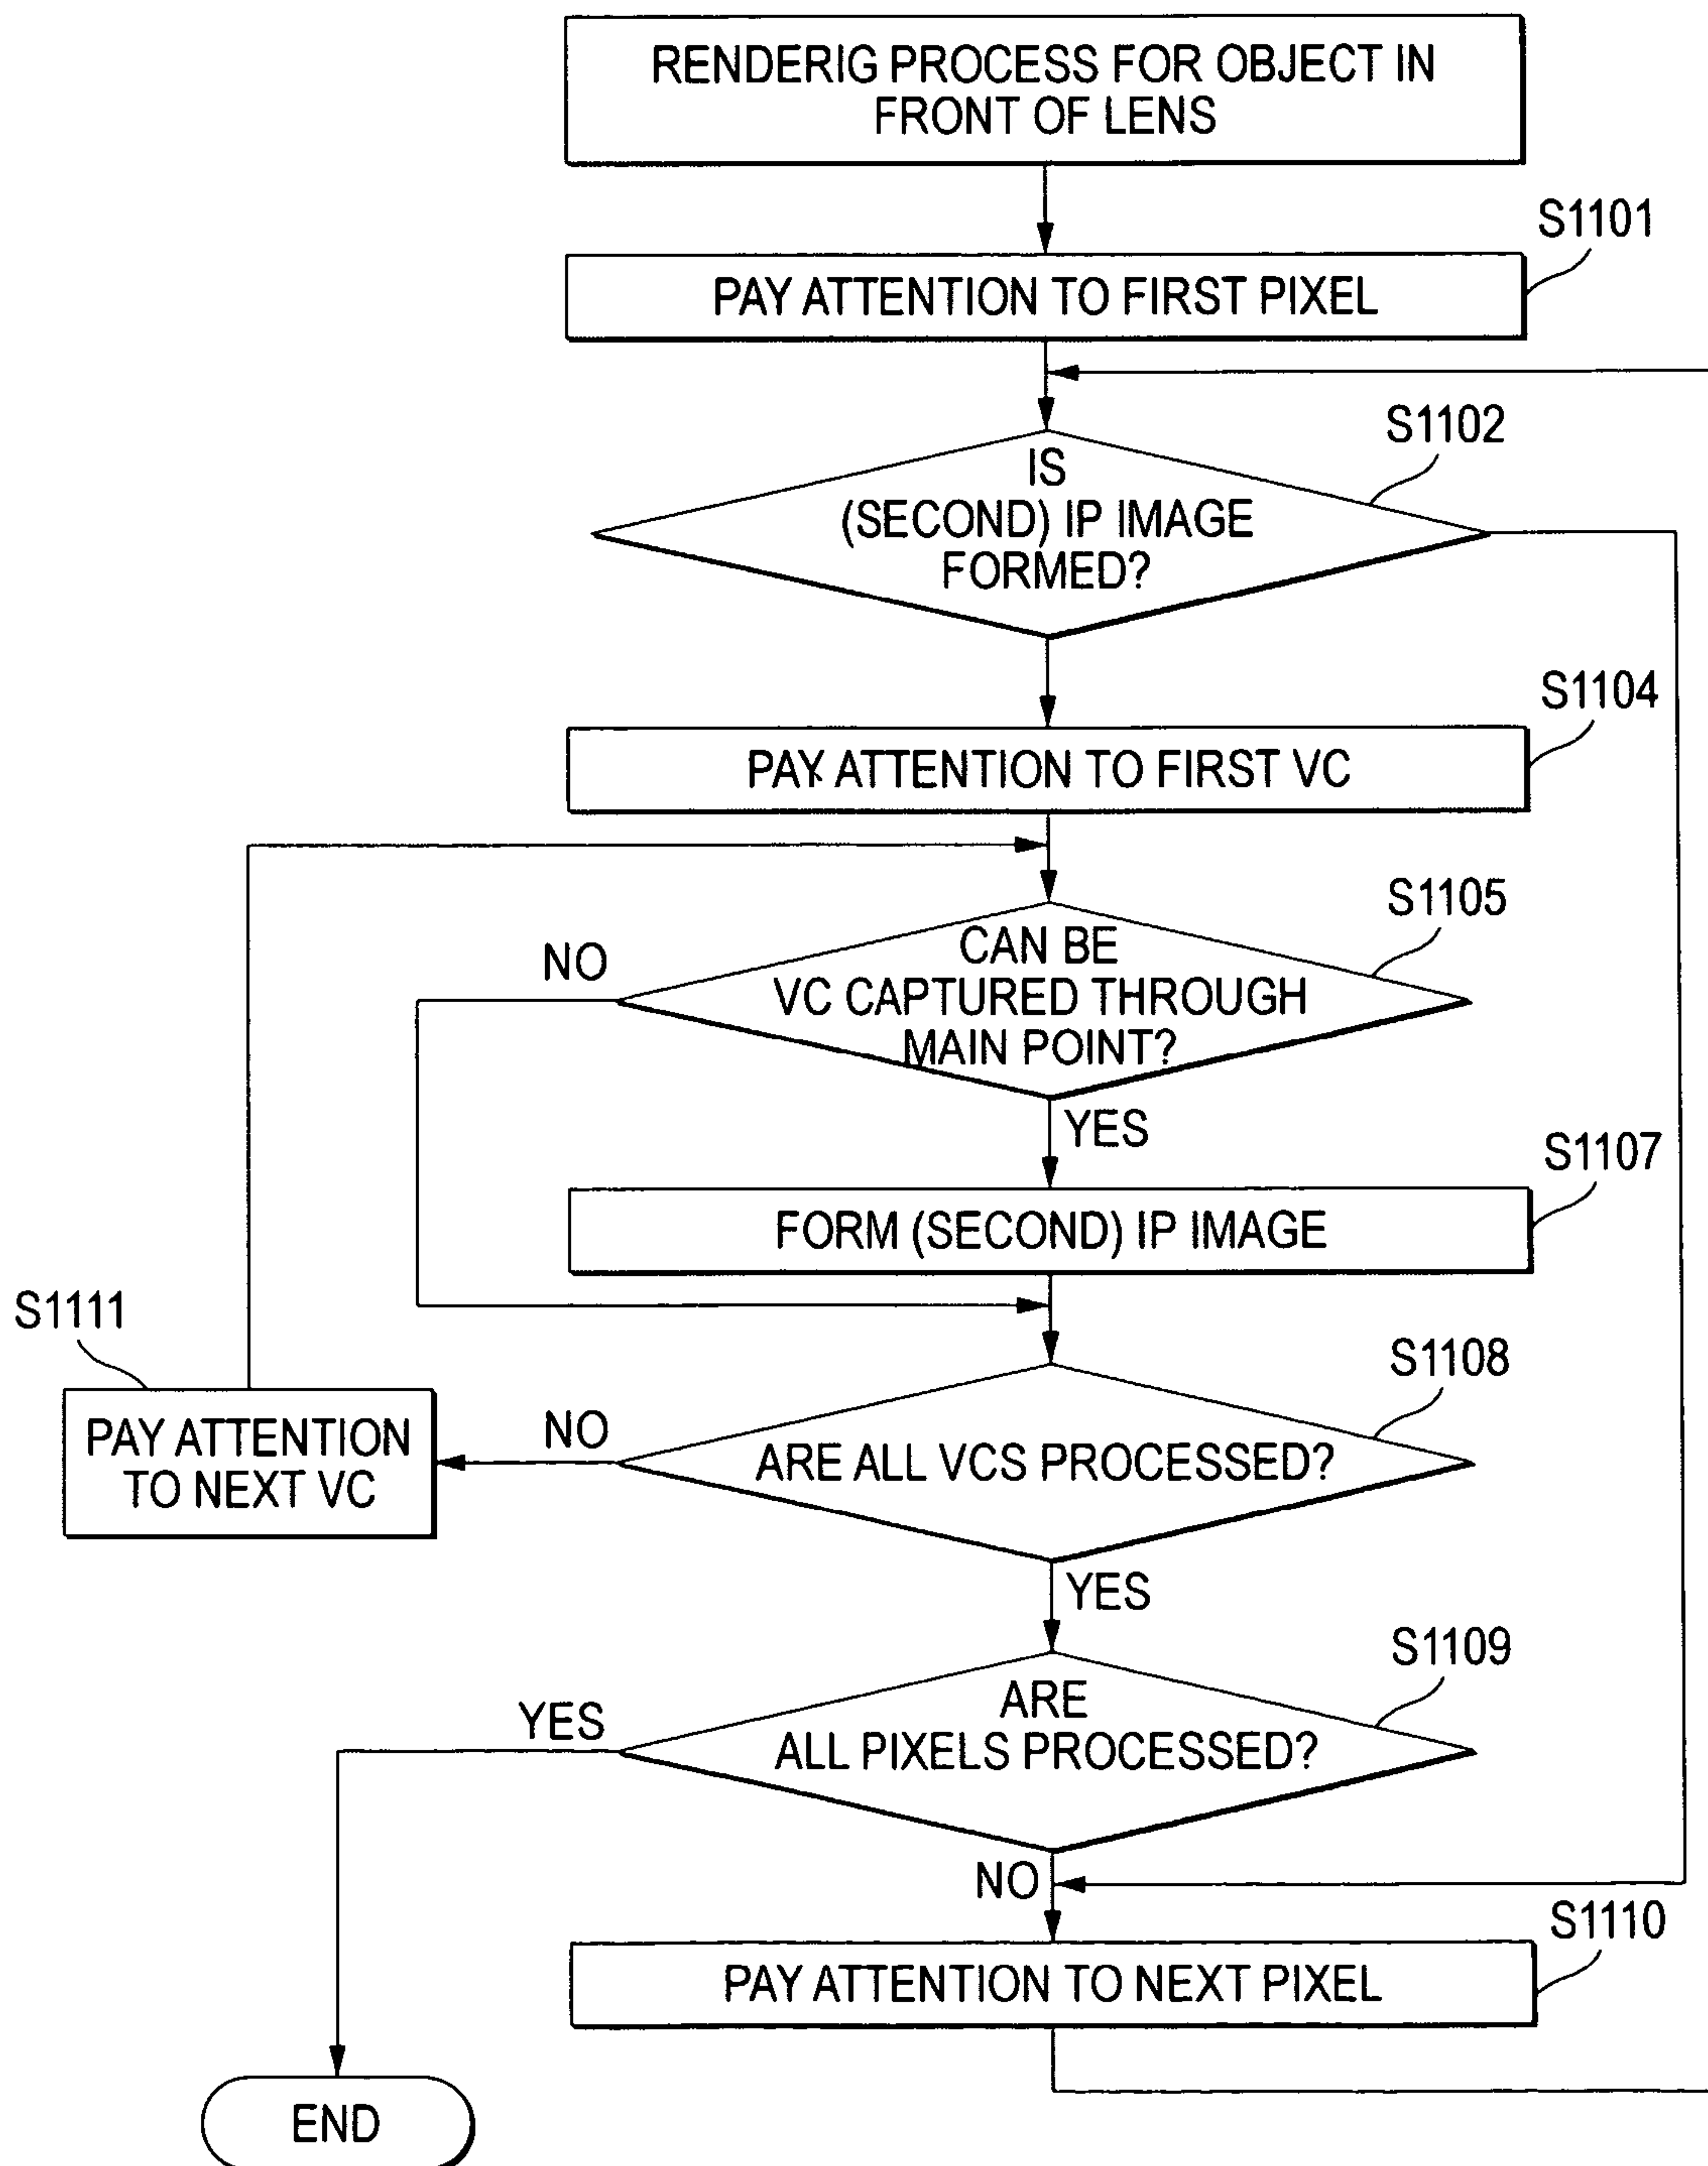 RENDERIG PROCESS FOR OBJECT IN
FRONT OF LENS
S1101
PAY ATTENTION TO FIRST PIXEL
S1102
IS
(SECOND) IP IMAGE
FORMED?
S1104
PAY ATTENTION TO FIRST VC
S1105
NO
CAN BE
VC CAPTURED THROUGH
MAIN POINT?
YES
S1107
FORM (SECOND) IP IMAGE
S1111
PAY ATTENTION
TO NEXT VC
S1108
NO
ARE ALL VCS PROCESSED?
YES
S1109
YES
ARE
ALL PIXELS PROCESSED?
NO
S1110
PAY ATTENTION TO NEXT PIXEL
END